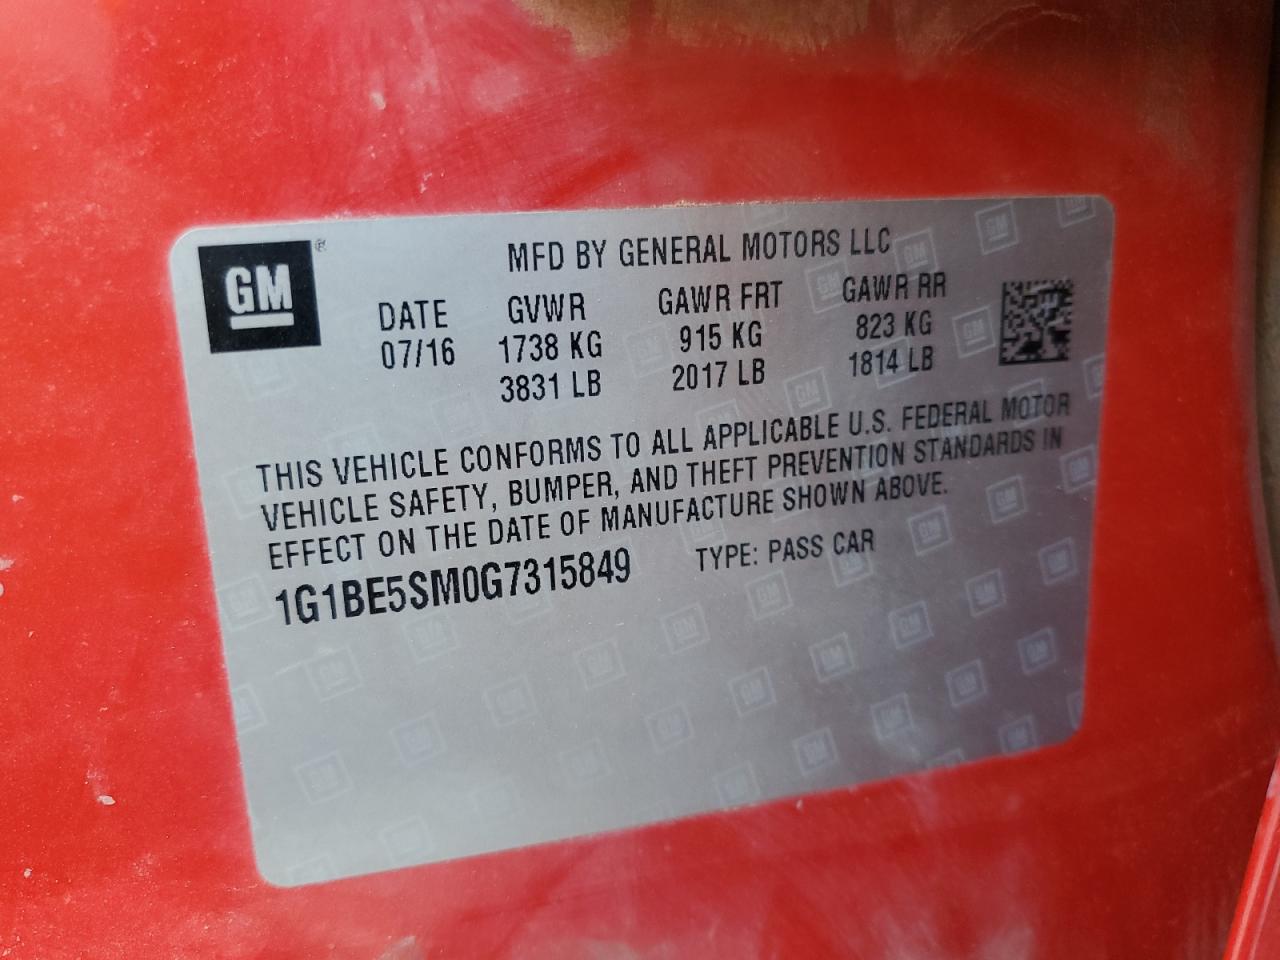 GM®
MFD BY GENERAL MOTORS LLC
DATE GVWR GAWR FRT GAWR RR
07/16 1738 KG 915 KG 823 KG
3831 LB 2017 LB 1814 LB
THIS VEHICLE CONFORMS TO ALL APPLICABLE U.S. FEDERAL MOTOR
VEHICLE SAFETY, BUMPER, AND THEFT PREVENTION STANDARDS IN
EFFECT ON THE DATE OF MANUFACTURE SHOWN ABOVE.
1G1BE5SM0G7315849 TYPE: PASS CAR